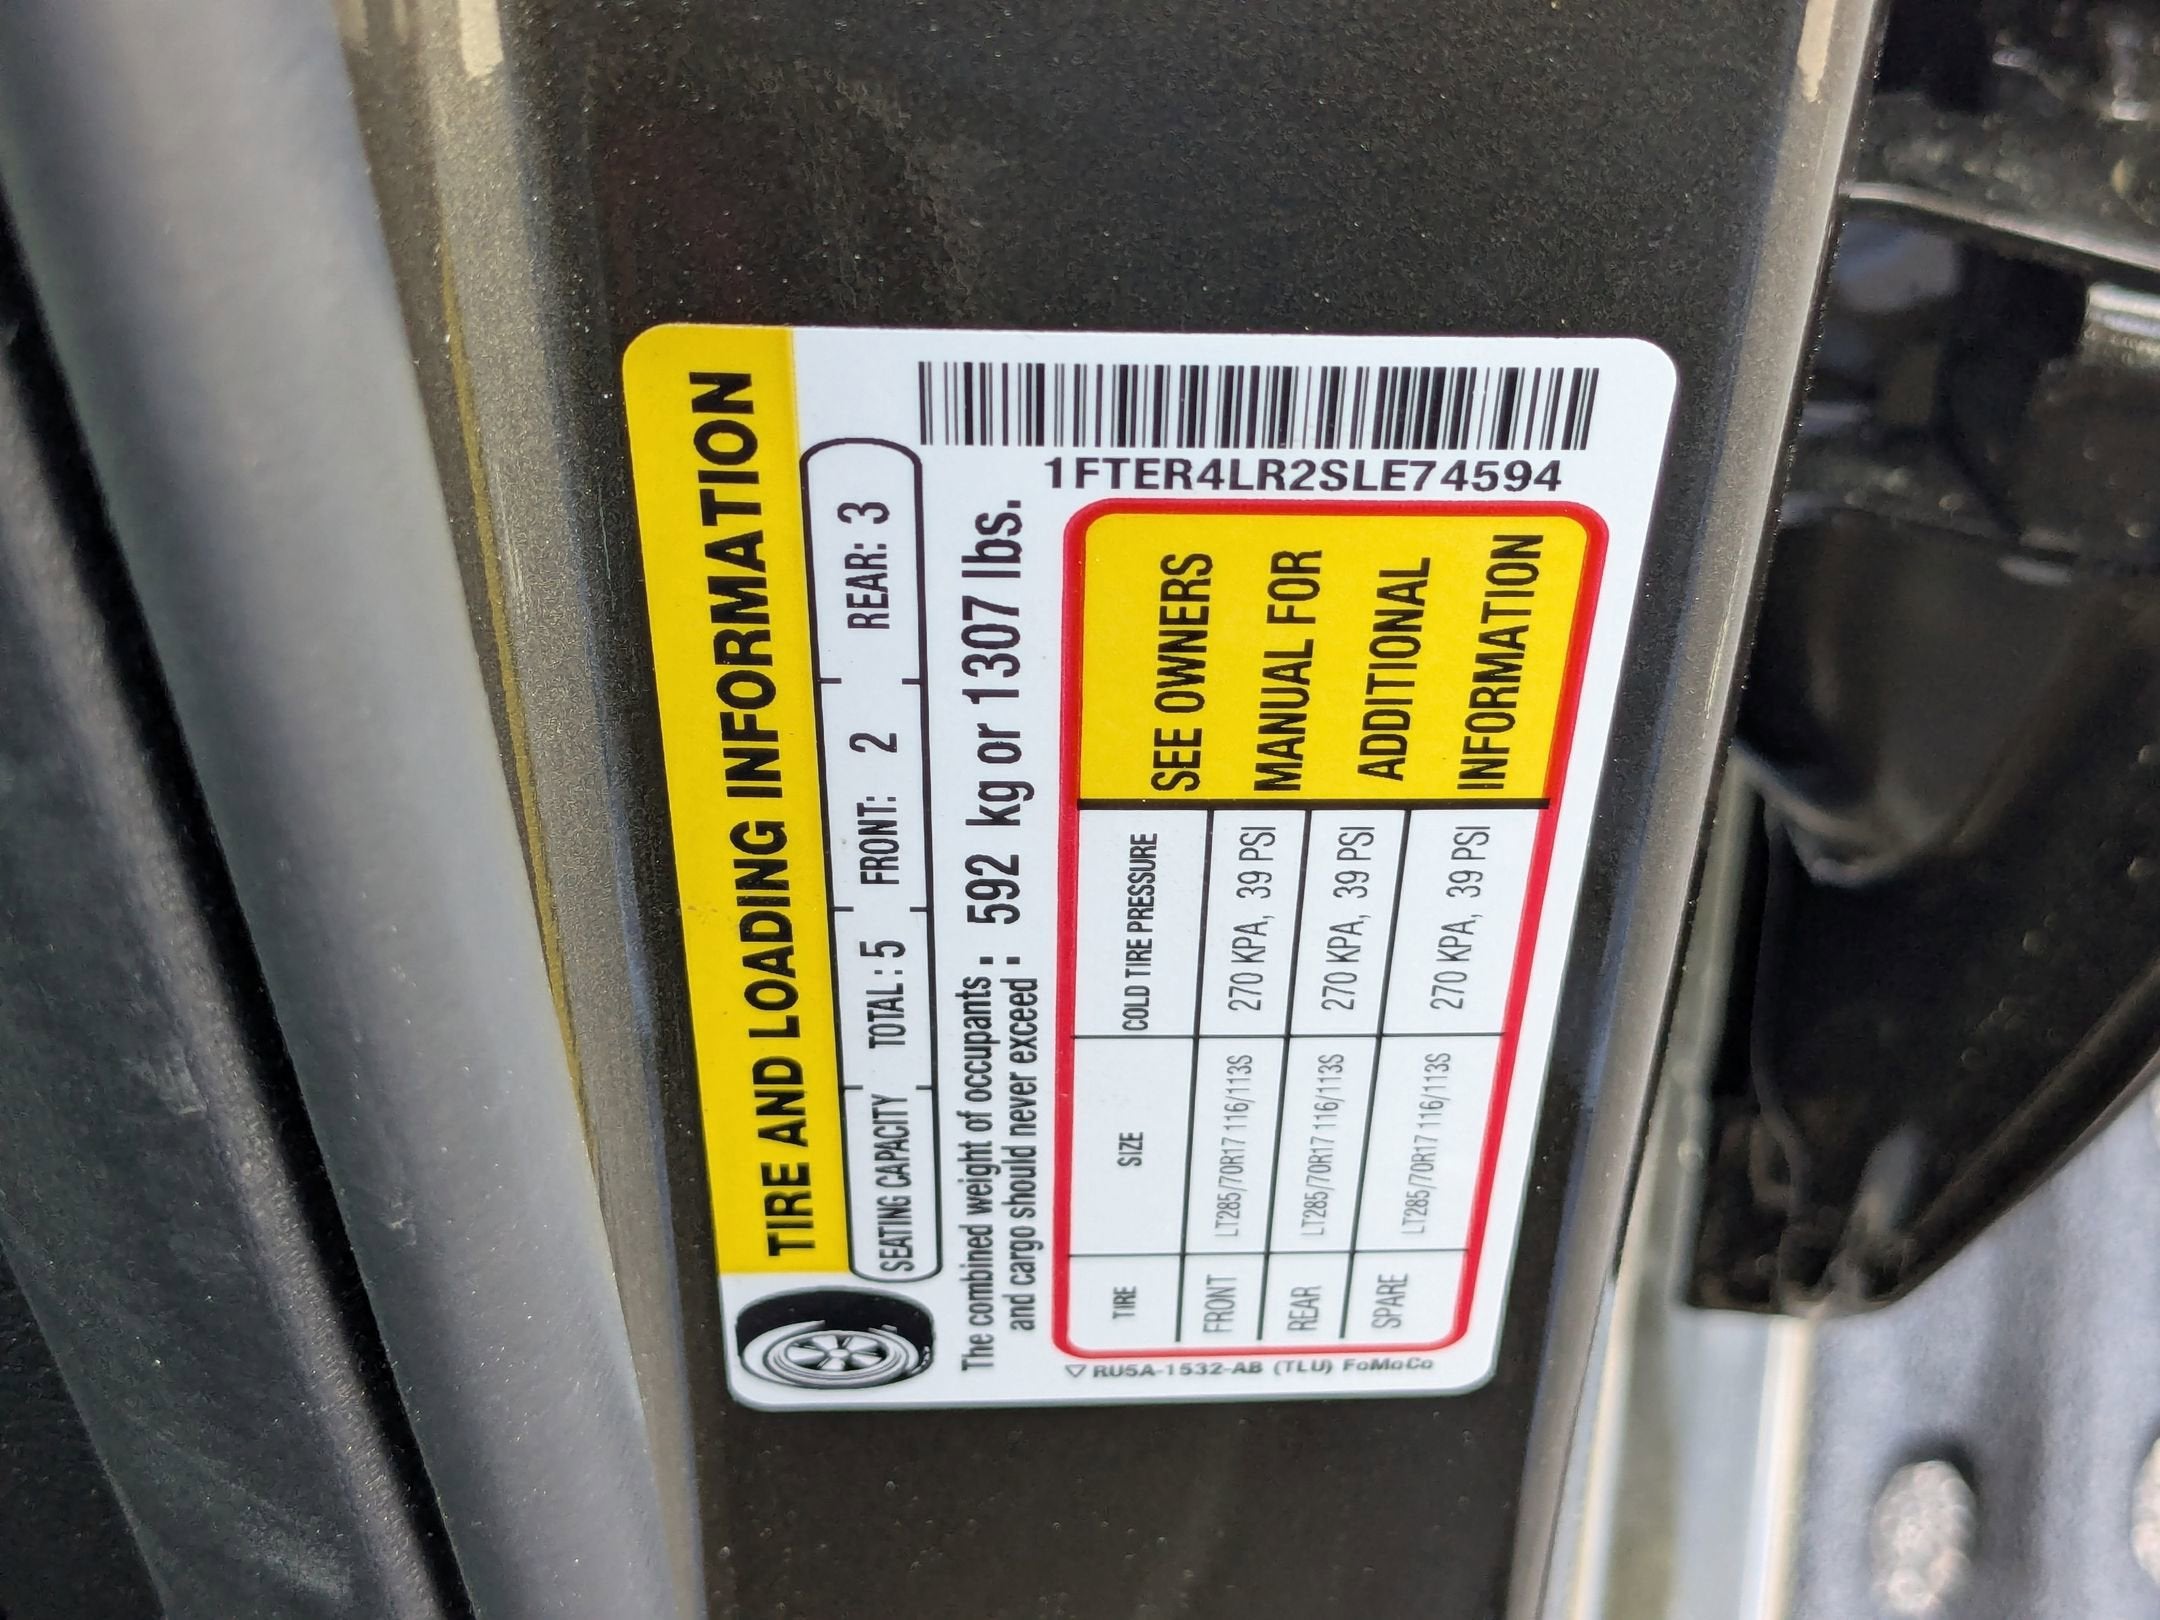 TIRE AND LOADING INFORMATION
SEATING CAPACITY TOTAL: 5 FRONT: 2 REAR: 3
The combined weight of occupants
and cargo should never exceed : 592 kg or 1307 lbs.
TIRE SIZE COLD TIRE PRESSURE
FRONT LT285/70R17 116/113S 270 KPA, 39 PSI
REAR LT285/70R17 116/113S 270 KPA, 39 PSI
SPARE LT285/70R17 116/113S 270 KPA, 39 PSI
SEE OWNERS
MANUAL FOR
ADDITIONAL
INFORMATION
RU5A-1532-AB (TLU) FoMoCo
1FTER4LR2SLE74594